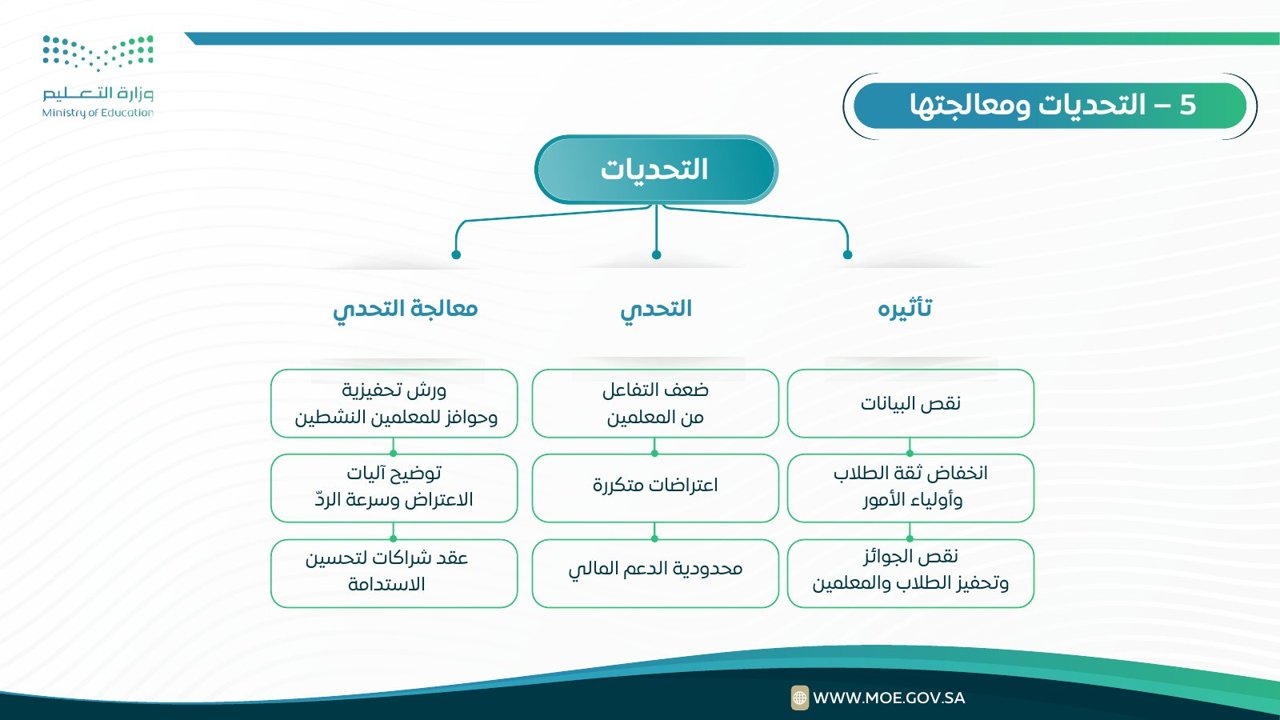 وزارة التعليم
Ministry of Education
5 – التحديات ومعالجتها
التحديات
تأثيره
التحدي
معالجة التحدي
نقص البيانات
ضعف التفاعل
من المعلمين
ورش تحفيزية
وحوافز للمعلمين النشطين
انخفاض ثقة الطلاب
وأولياء الأمور
اعتراضات متكررة
توضيح آليات
الاعتراض وسرعة الردّ
نقص الجوائز
وتحفيز الطلاب والمعلمين
محدودية الدعم المالي
عقد شراكات لتحسين
الاستدامة
WWW.MOE.GOV.SA